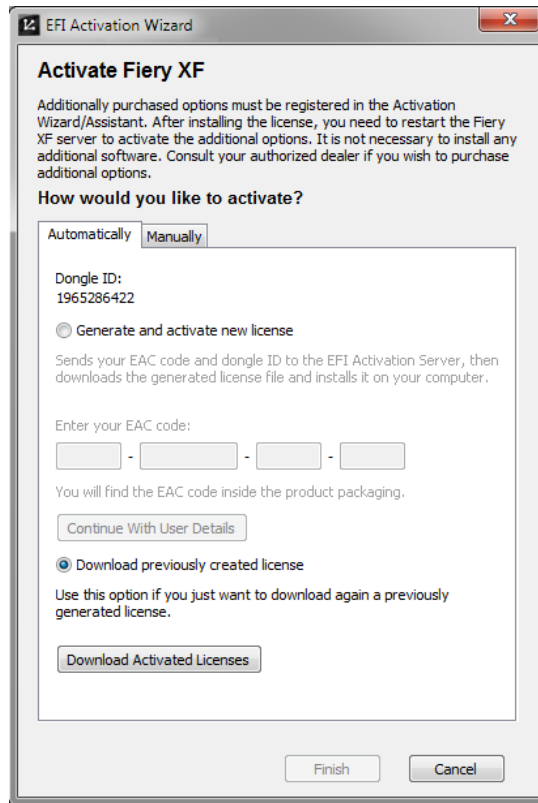 EFI Activation Wizard
Activate Fiery XF
Additionally purchased options must be registered in the Activation
Wizard/Assistant. After installing the license, you need to restart the Fiery
XF server to activate the additional options. It is not necessary to install any
additional software. Consult your authorized dealer if you wish to purchase
additional options.
How would you like to activate?
Automatically Manually
Dongle ID:
1965286422
Generate and activate new license
Sends your EAC code and dongle ID to the EFI Activation Server, then
downloads the generated license file and installs it on your computer.
Enter your EAC code:
- - -
You will find the EAC code inside the product packaging.
Continue With User Details
Download previously created license
Use this option if you just want to download again a previously
generated license.
Download Activated Licenses
Finish Cancel